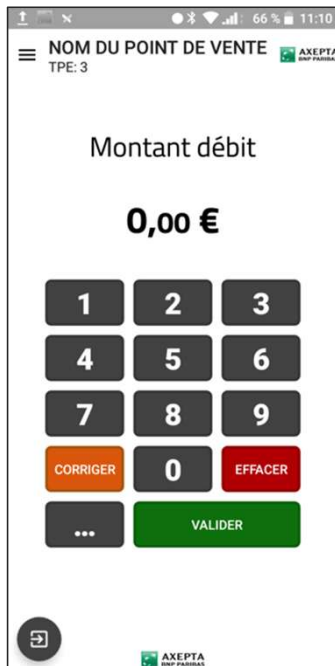 66 % 11:10
NOM DU POINT DE VENTE
TPE: 3
AXEPTA
BNP PARIBAS
Montant débit
0,00 €
1 2 3
4 5 6
7 8 9
CORRIGER 0 EFFACER
... VALIDER
AXEPTA
BNP PARIBAS